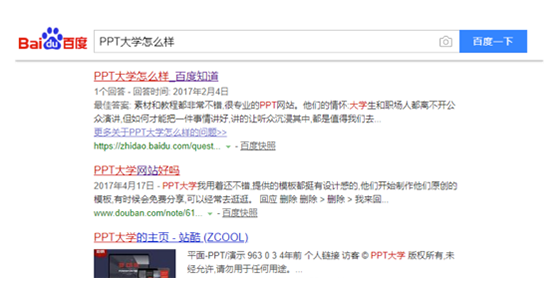 Bai du 百度
PPT大学怎么样
百度一下
PPT大学怎么样_百度知道
1个回答 - 回答时间: 2017年2月4日
最佳答案: 素材和教程都非常不错,很专业的PPT网站。他们的情怀:大学生和职场人都离不开公
众演讲,但如何才能把一件事情讲好,讲的让听众沉浸其中,都是值得我们去...
更多关于PPT大学怎么样的问题>>
https://zhidao.baidu.com/quest... - 百度快照
PPT大学网站好吗
2017年4月17日 - PPT大学我用着还不错,提供的模板都挺有设计感的,他们开始制作他们原创的
模板,有时候会免费分享,可以经常去逛逛。 回应 删除 删除 > 删除 > 我来回...
www.douban.com/note/61... - 百度快照
PPT大学的主页 - 站酷 (ZCOOL)
平面-PPT/演示 963 0 3 4年前 个人链接 访客 © PPT大学 版权所有,未
经允许,请勿用于任何用途。...